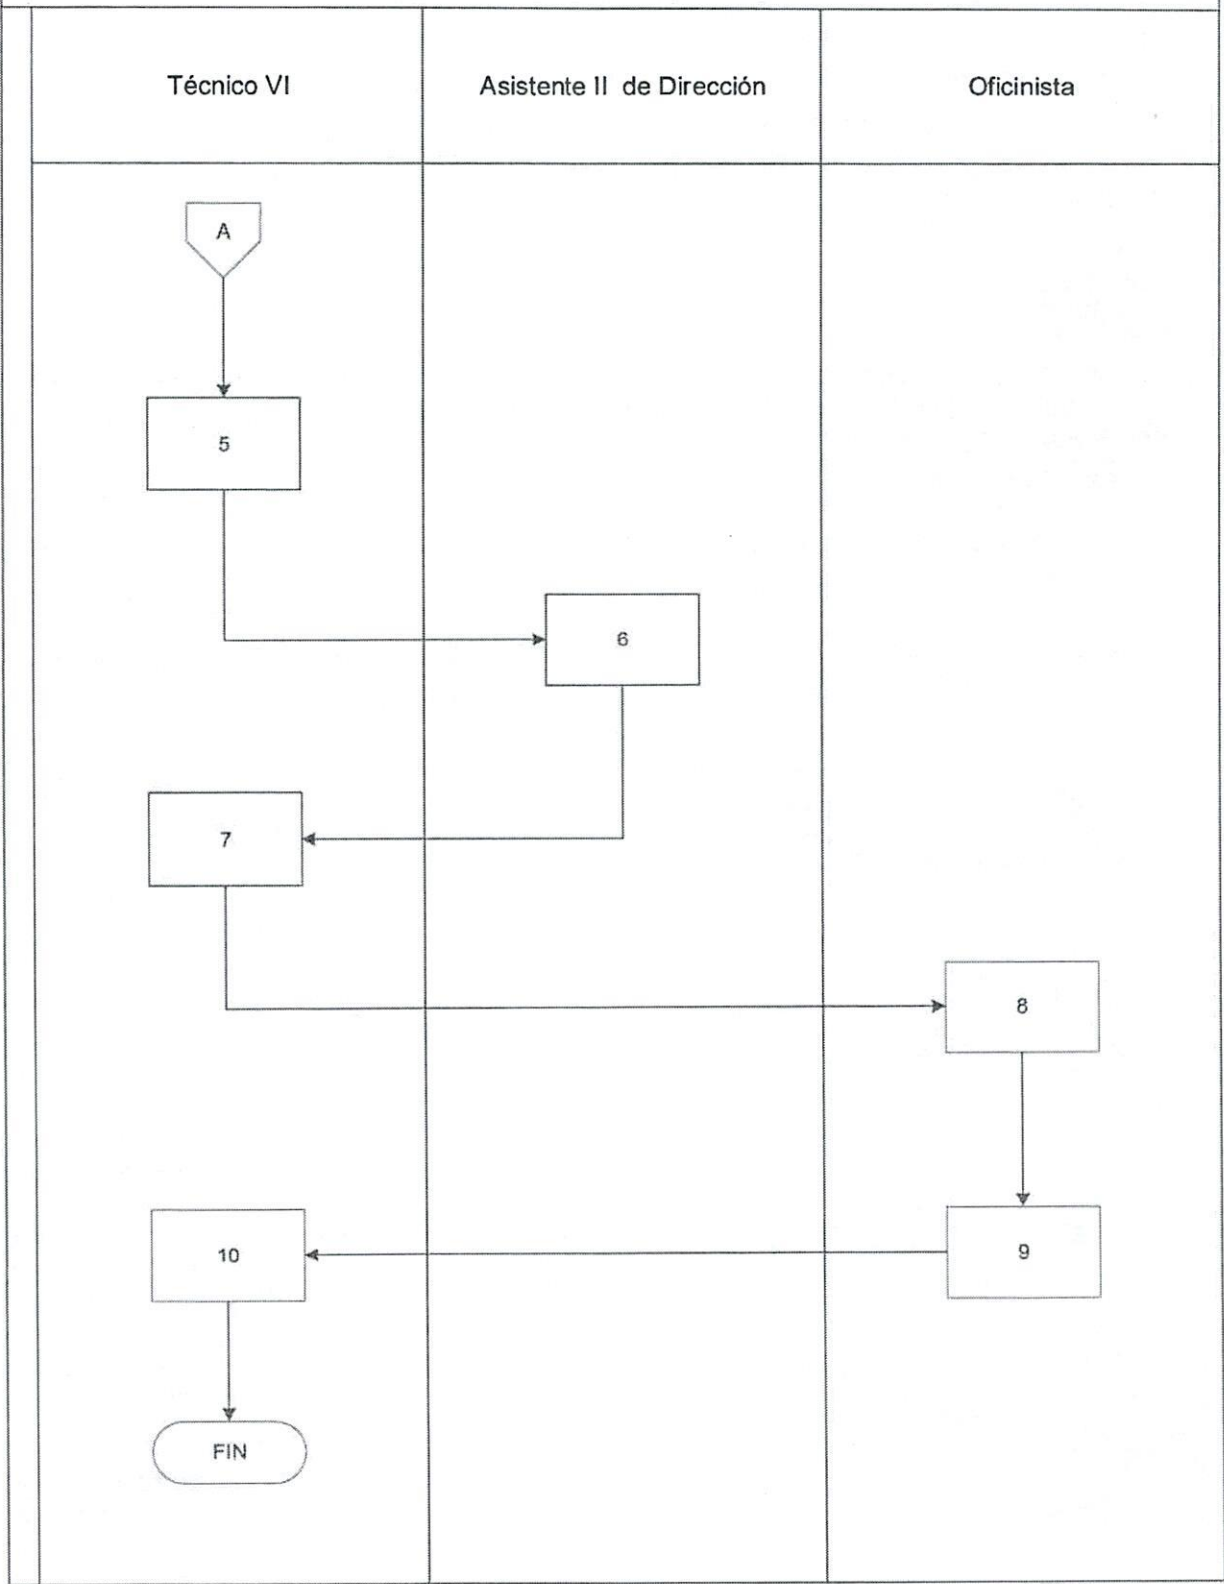 Técnico VI
Asistente II de Dirección
Oficinista
A
5
6
7
8
9
10
FIN